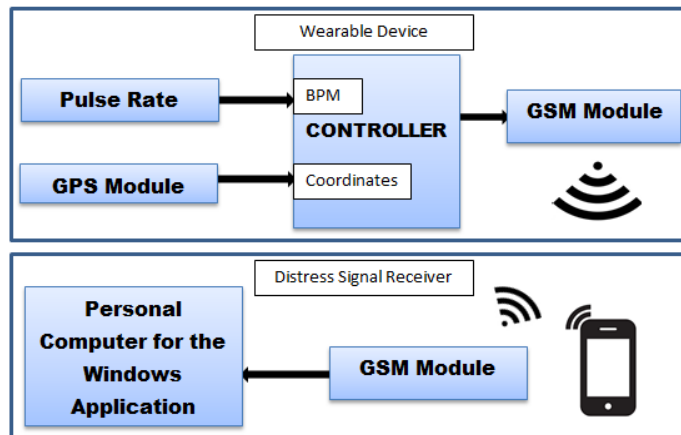 Wearable Device
Pulse Rate
BPM
CONTROLLER
GSM Module
GPS Module
Coordinates
Distress Signal Receiver
Personal
Computer for the
Windows
Application
GSM Module